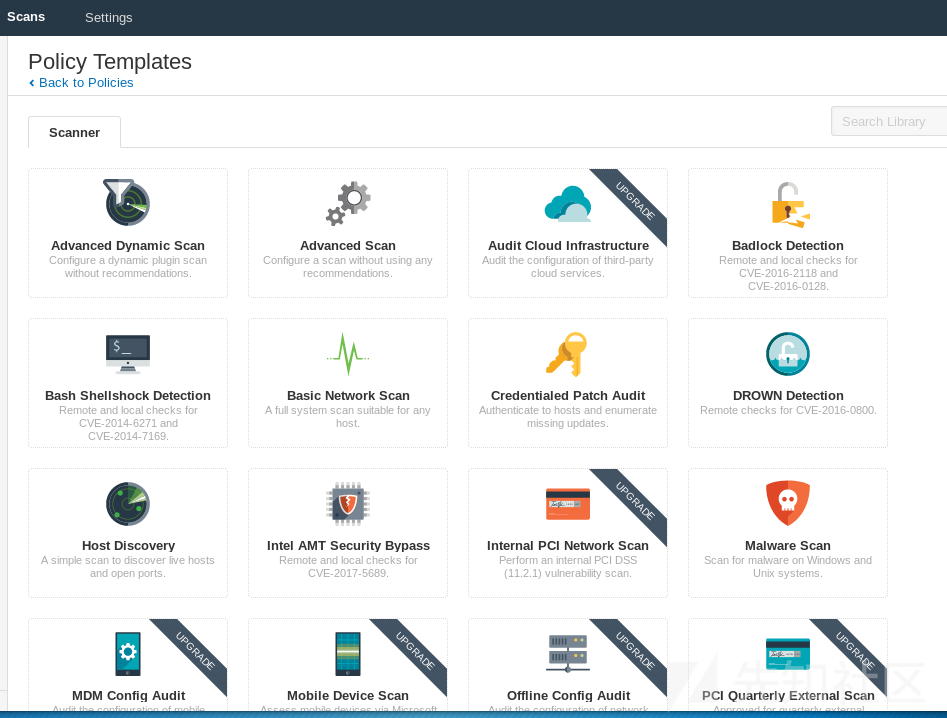 Scans Settings
Policy Templates
Back to Policies
Scanner
Search Library
UPGRADE
Advanced Dynamic Scan
Configure a dynamic plugin scan
without recommendations.
Advanced Scan
Configure a scan without using any
recommendations.
Audit Cloud Infrastructure
Audit the configuration of third-party
cloud services.
Badlock Detection
Remote and local checks for
CVE-2016-2118 and
CVE-2016-0128.
$_
Bash Shellshock Detection
Remote and local checks for
CVE-2014-6271 and
CVE-2014-7169.
Basic Network Scan
A full system scan suitable for any
host.
Credentialed Patch Audit
Authenticate to hosts and enumerate
missing updates.
DROWN Detection
Remote checks for CVE-2016-0800.
UPGRADE
Host Discovery
A simple scan to discover live hosts
and open ports.
Intel AMT Security Bypass
Remote and local checks for
CVE-2017-5689.
Internal PCI Network Scan
Perform an internal PCI DSS
(11.2.1) vulnerability scan.
Malware Scan
Scan for malware on Windows and
Unix systems.
UPGRADE
UPGRADE
UPGRADE
UPGRADE
MDM Config Audit
Audit the configuration of mobile
Mobile Device Scan
Assess mobile devices via Microsoft
Offline Config Audit
Audit the configuration of network
PCI Quarterly External Scan
Approved for quarterly external
先知社区